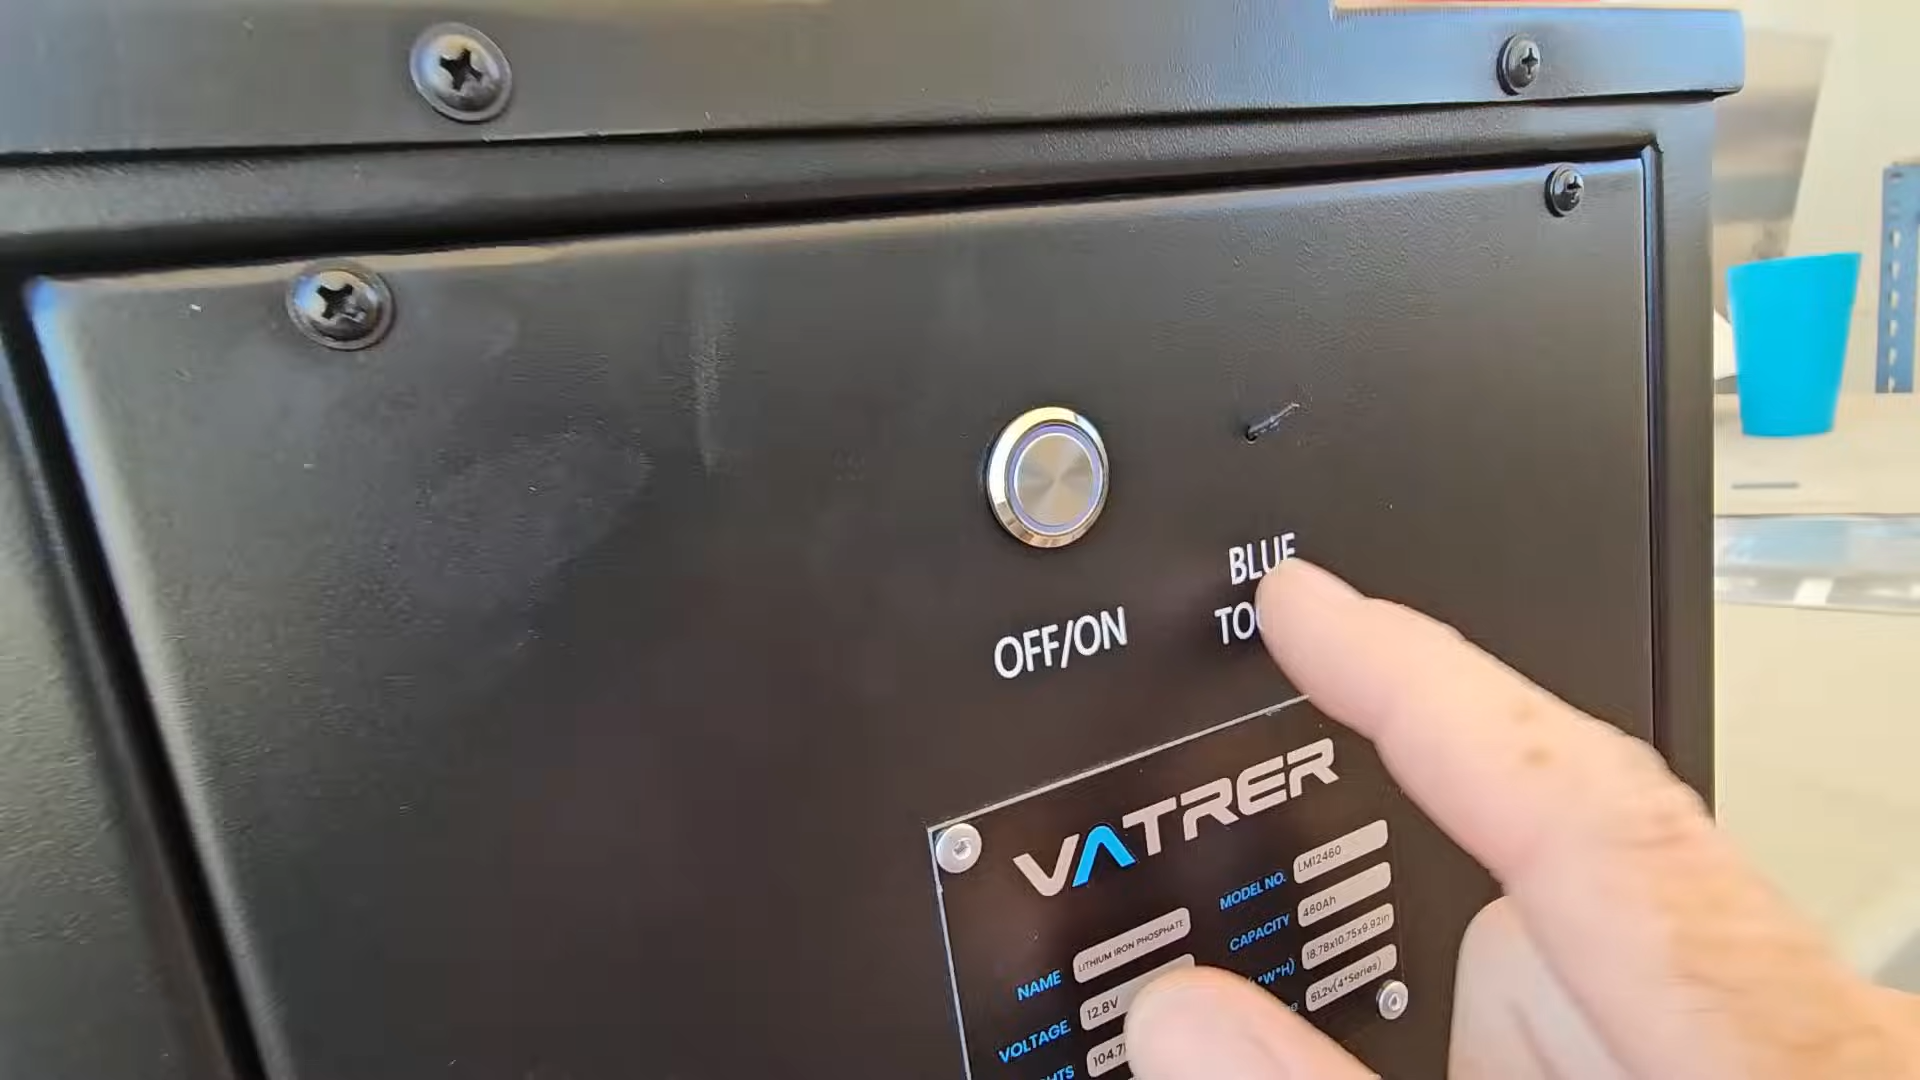 OFF/ON
BLUE
VATRER
MODEL NO. LM12460
CAPACITY 460Ah
18.78x10.75x9.92in
51.2v(4*Series)
NAME LITHIUM IRON PHOSPHATE
VOLTAGE 12.8V